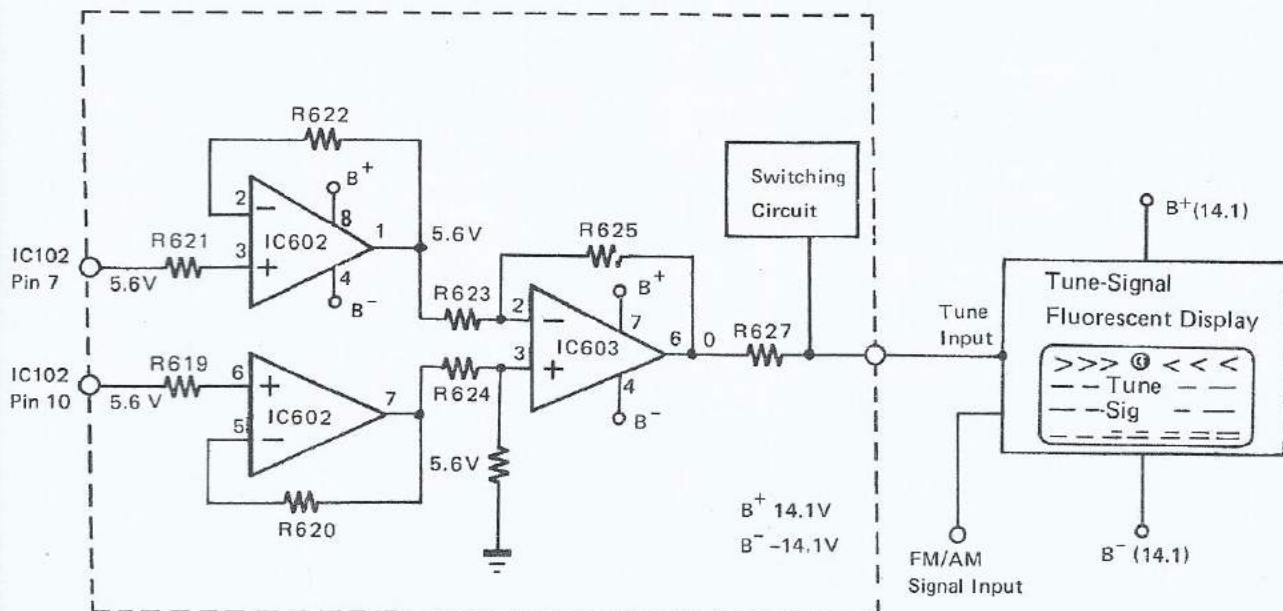 R622
B+
2
−
8
1
5.6V
IC602
R621
3
+
4
B−
IC102
Pin 7
5.6V
R625
R623
B+
2
−
7
6
0
R627
IC603
3
+
4
B−
R624
Switching
Circuit
IC102
Pin 10
R619
5.6 V
6
+
7
IC602
5
−
R620
5.6V
B+ 14.1V
B− -14.1V
B+(14.1)
Tune
Input
Tune-Signal
Fluorescent Display
>>> @ < < <
Tune
Sig
FM/AM
Signal Input
B− (14.1)